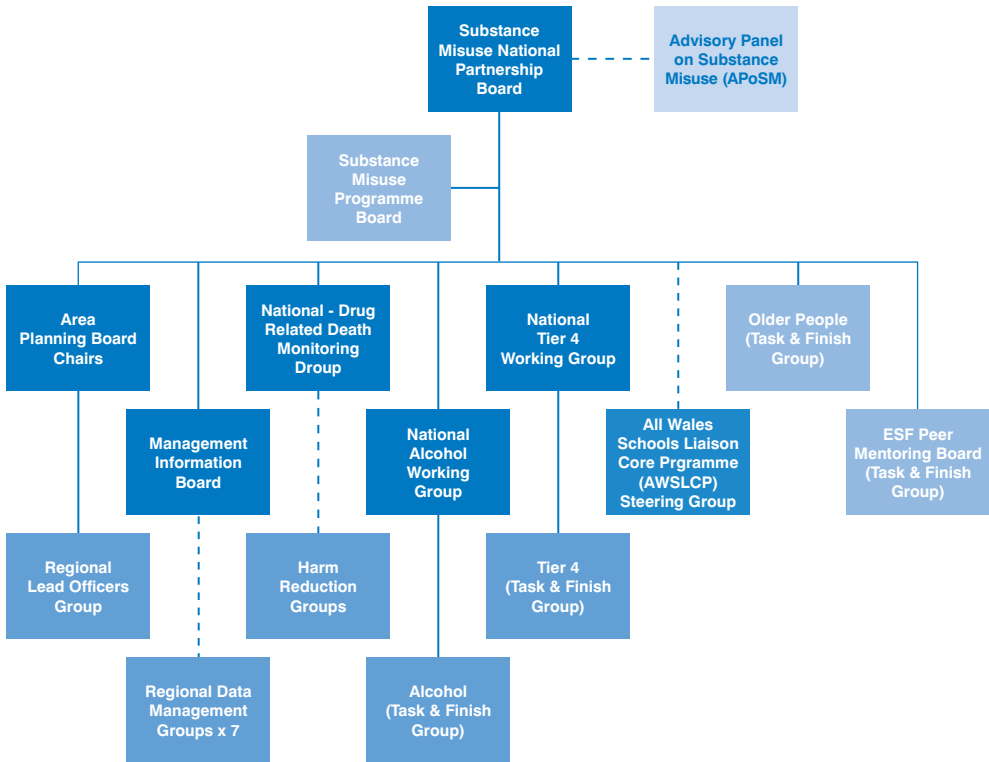 Substance
Misuse National
Partnership
Board
Advisory Panel
on Substance
Misuse (APoSM)
Substance
Misuse
Programme
Board
Area
Planning Board
Chairs
National - Drug
Related Death
Monitoring
Droup
National
Tier 4
Working Group
Older People
(Task & Finish
Group)
Management
Information
Board
National
Alcohol
Working
Group
All Wales
Schools Liaison
Core Prgramme
(AWSLCP)
Steering Group
ESF Peer
Mentoring Board
(Task & Finish
Group)
Regional
Lead Officers
Group
Harm
Reduction
Groups
Tier 4
(Task & Finish
Group)
Regional Data
Management
Groups x 7
Alcohol
(Task & Finish
Group)